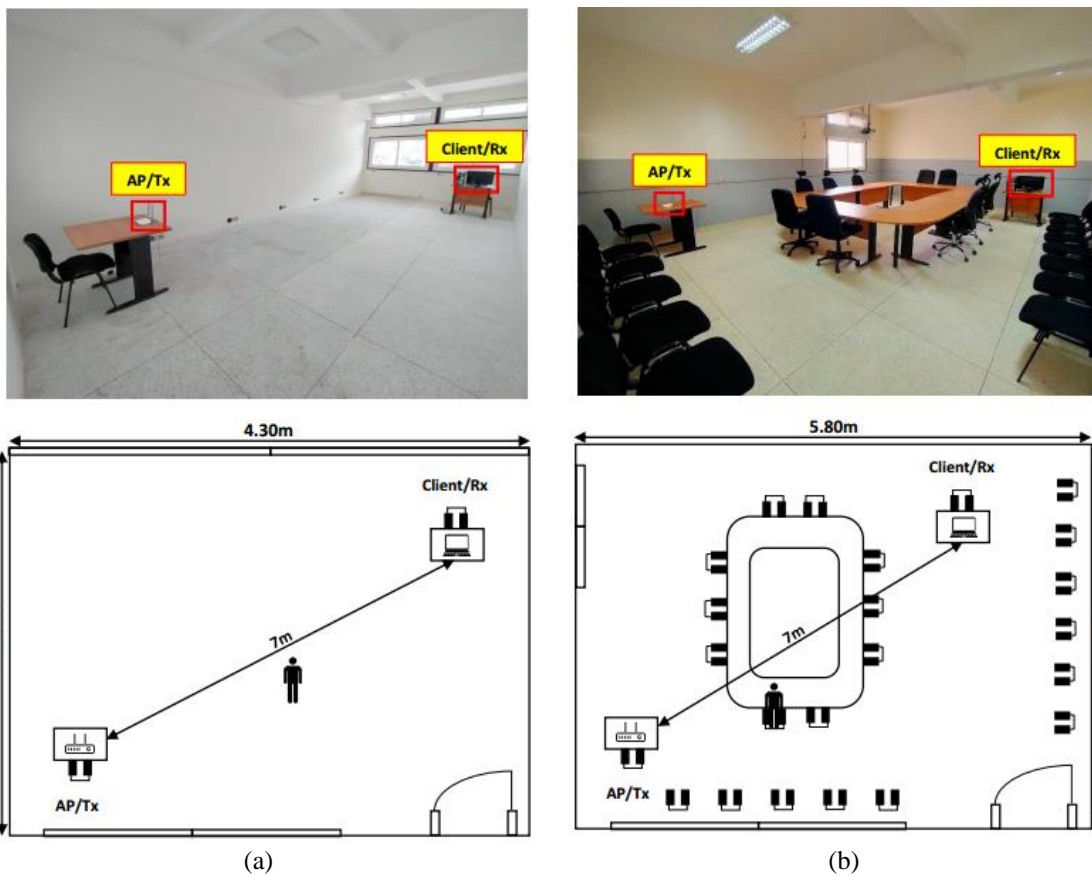 AP/Tx
Client/Rx
AP/Tx
Client/Rx
4.30m
Client/Rx
7m
AP/Tx
5.80m
Client/Rx
7m
AP/Tx
(a)
(b)